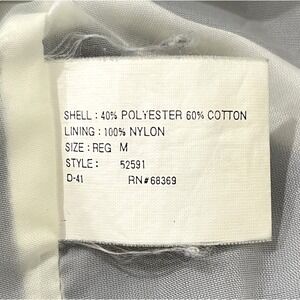 SHELL : 40% POLYESTER 60% COTTON
LINING : 100% NYLON
SIZE : REG M
STYLE : 52591
D-41 RN#68369